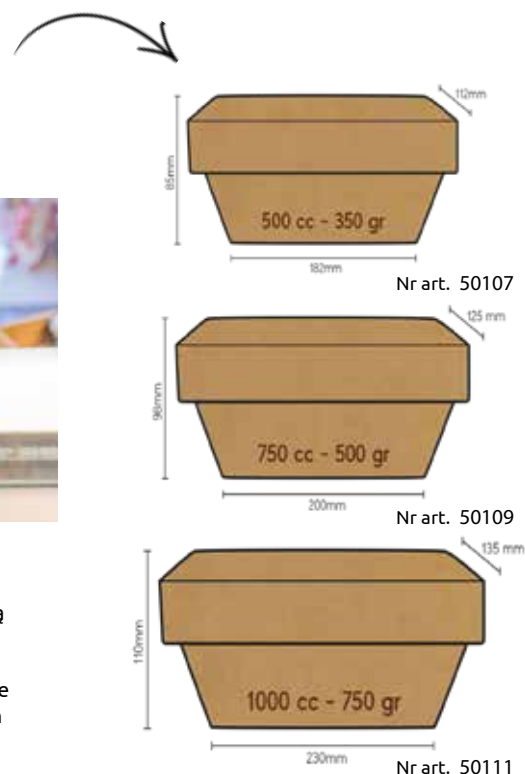 112mm
85mm
500 cc - 350 gr
182mm
Nr art. 50107
125 mm
98mm
750 cc - 500 gr
200mm
Nr art. 50109
135 mm
110mm
1000 cc - 750 gr
230mm
Nr art. 50111